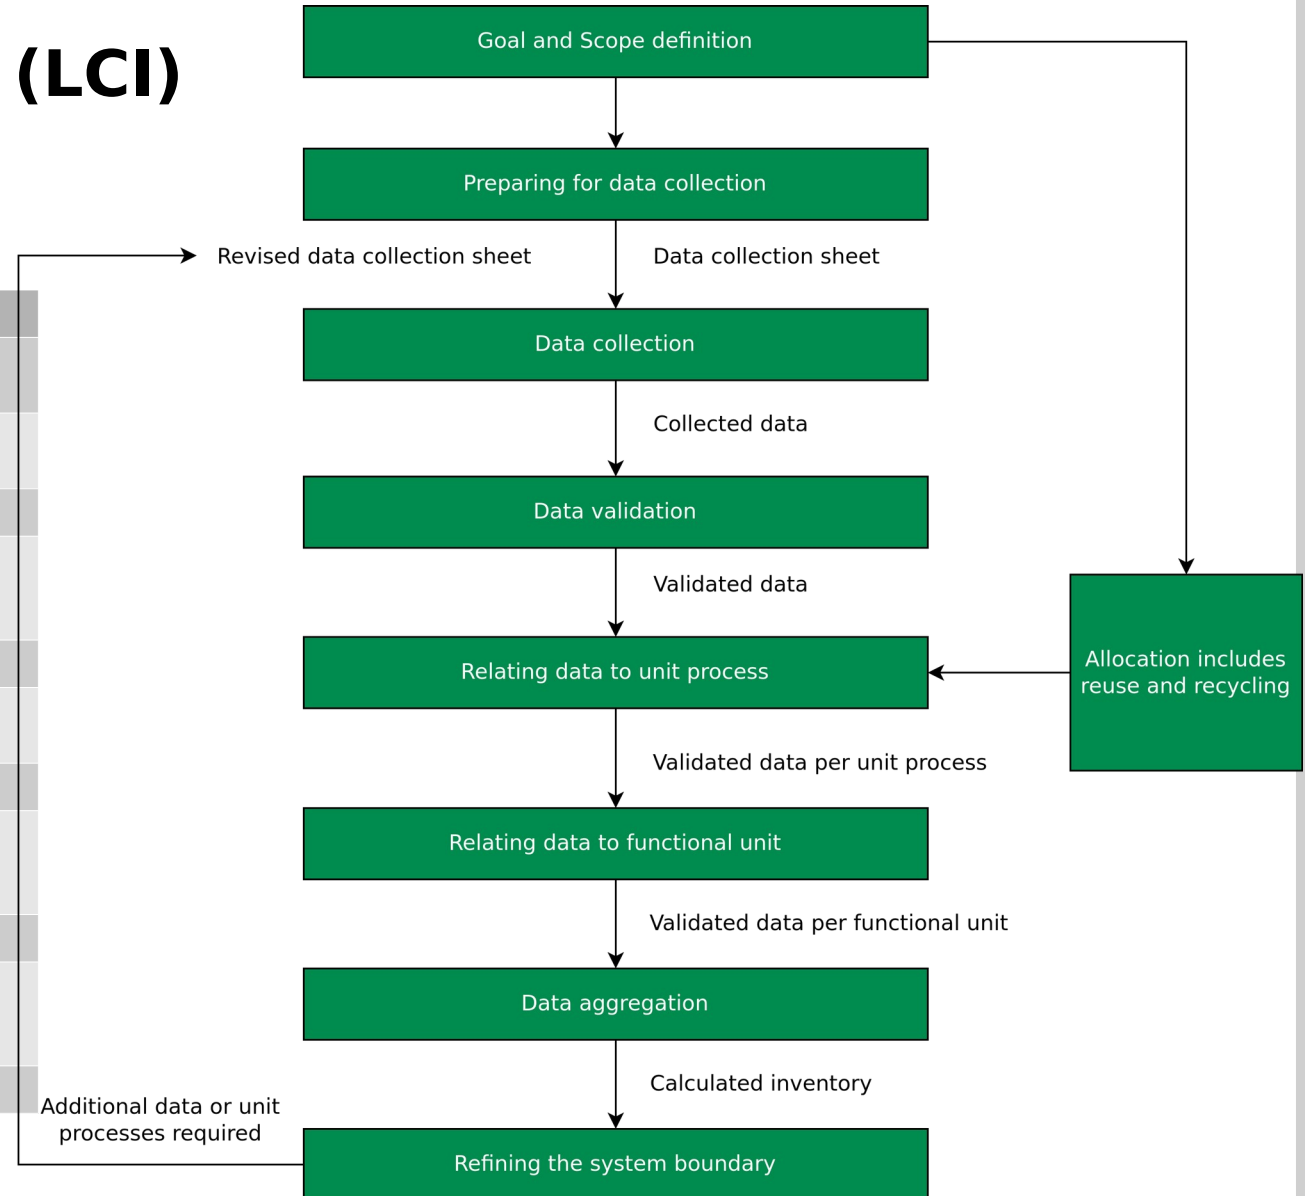 (LCI)
Goal and Scope definition
Preparing for data collection
Revised data collection sheet
Data collection sheet
Data collection
Collected data
Data validation
Validated data
Relating data to unit process
Allocation includes
reuse and recycling
Validated data per unit process
Relating data to functional unit
Validated data per functional unit
Data aggregation
Calculated inventory
Additional data or unit
processes required
Refining the system boundary